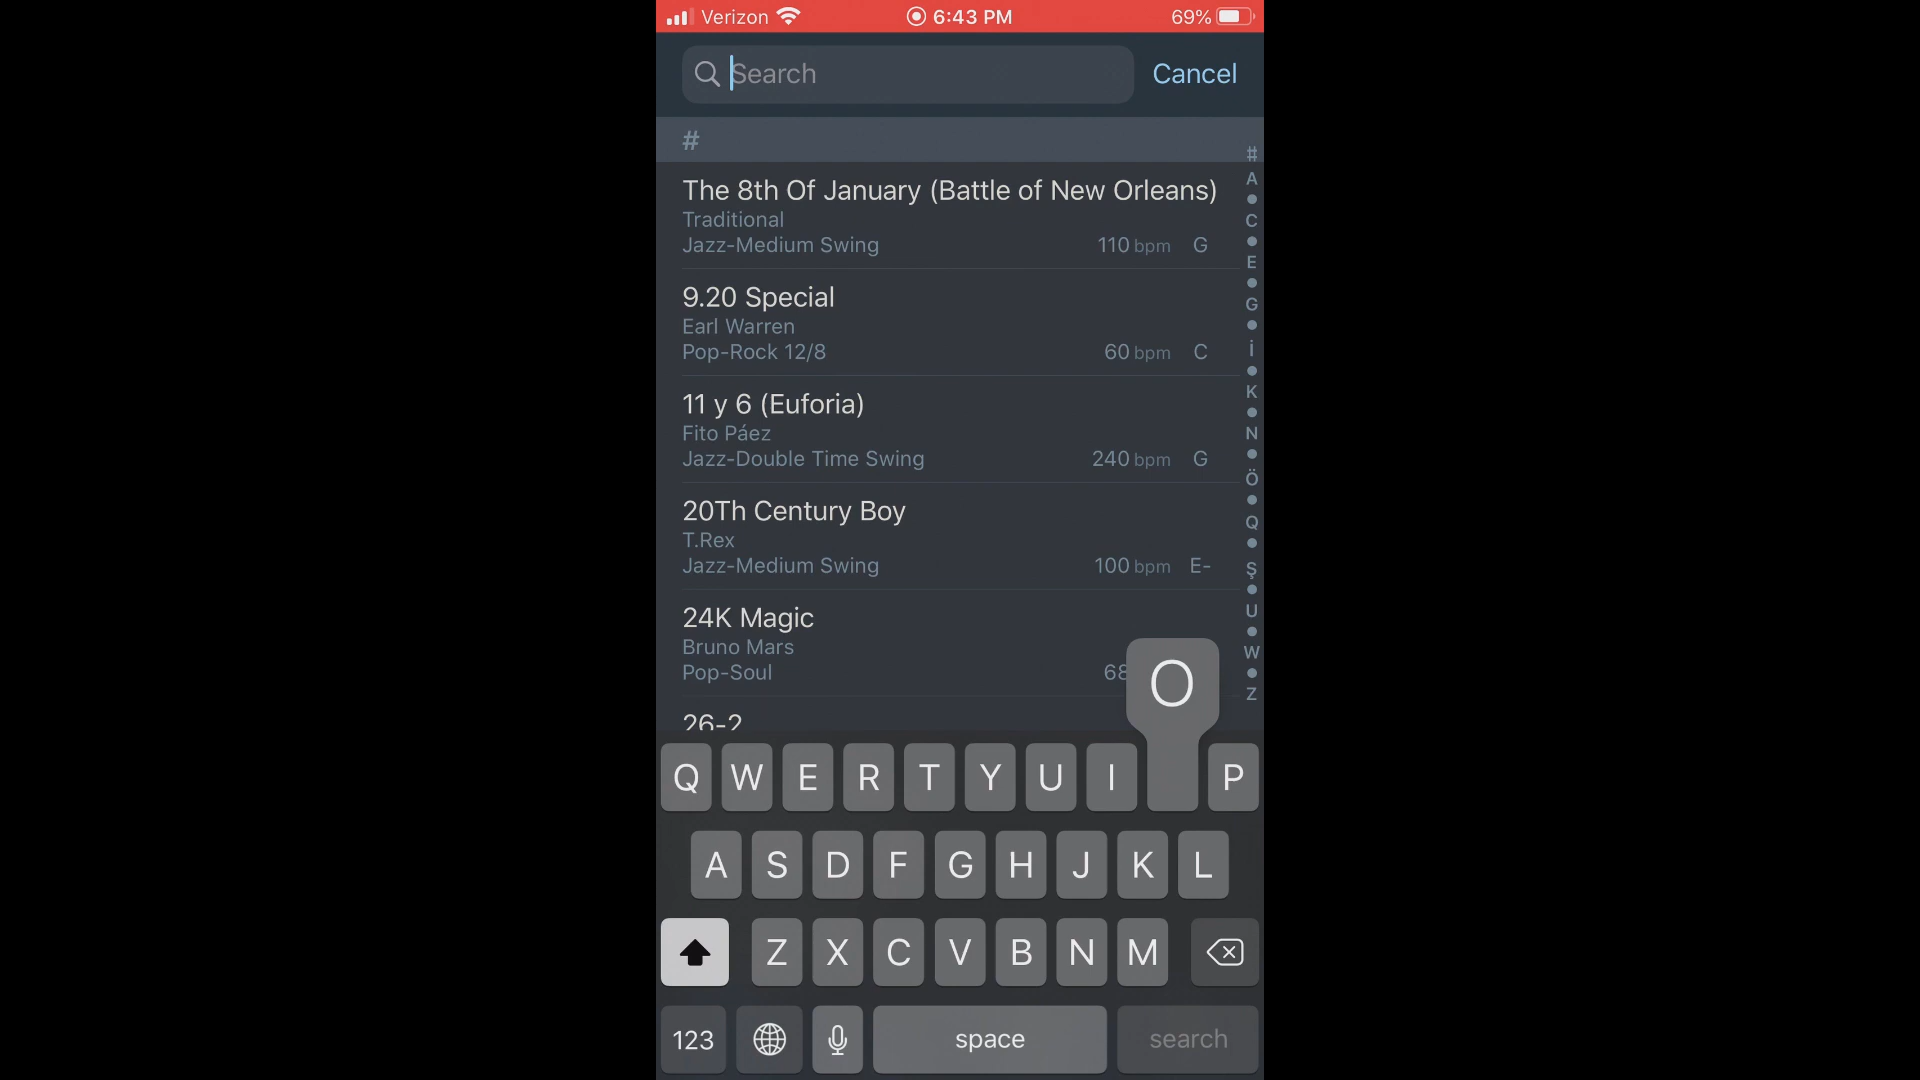 Verizon 6:43 PM 69%
Search Cancel
#
The 8th Of January (Battle of New Orleans)
Traditional
Jazz-Medium Swing 110 bpm G
9.20 Special
Earl Warren
Pop-Rock 12/8 60 bpm C
11 y 6 (Euforia)
Fito Páez
Jazz-Double Time Swing 240 bpm G
20Th Century Boy
T.Rex
Jazz-Medium Swing 100 bpm E-
24K Magic
Bruno Mars
Pop-Soul 68
26-2
#
A
C
E
G
İ
K
N
Ö
Q
Ş
U
W
Z
O
Q W E R T Y U I P
A S D F G H J K L
Z X C V B N M
123 space search